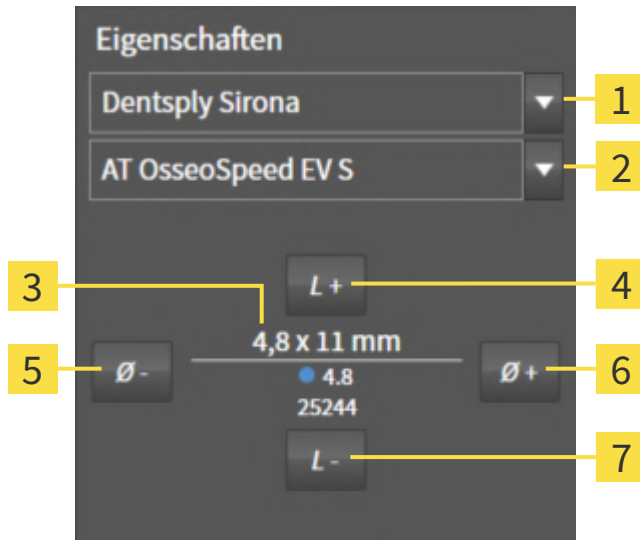 Eigenschaften
Dentsply Sirona
1
AT OsseoSpeed EV S
2
3
L +
4
4,8 x 11 mm
5
Ø -
4.8
Ø +
6
25244
L -
7